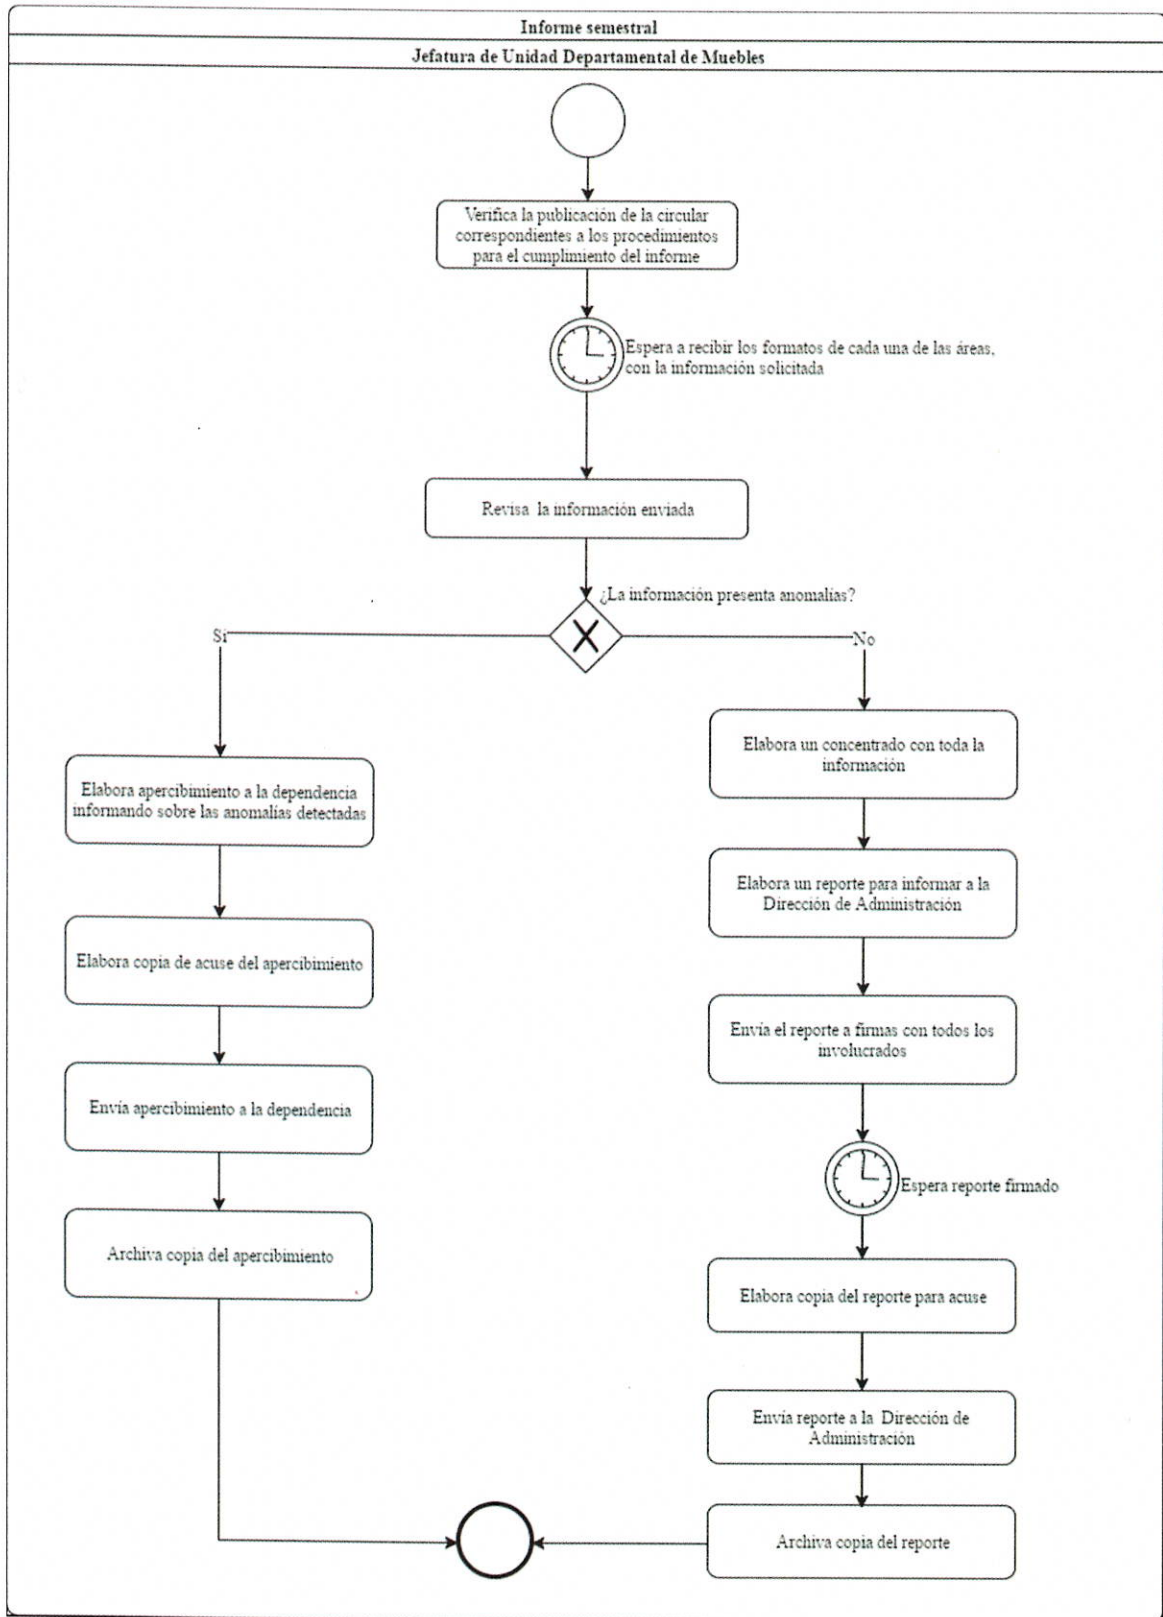 Informe semestral
Jefatura de Unidad Departamental de Muebles
Verifica la publicación de la circular
correspondientes a los procedimientos
para el cumplimiento del informe
Espera a recibir los formatos de cada una de las áreas,
con la información solicitada
Revisa la información enviada
¿La información presenta anomalías?
Si
No
Elabora apercibimiento a la dependencia
informando sobre las anomalías detectadas
Elabora copia de acuse del apercibimiento
Envía apercibimiento a la dependencia
Archiva copia del apercibimiento
Elabora un concentrado con toda la
información
Elabora un reporte para informar a la
Dirección de Administración
Envía el reporte a firmas con todos los
involucrados
Espera reporte firmado
Elabora copia del reporte para acuse
Envía reporte a la Dirección de
Administración
Archiva copia del reporte